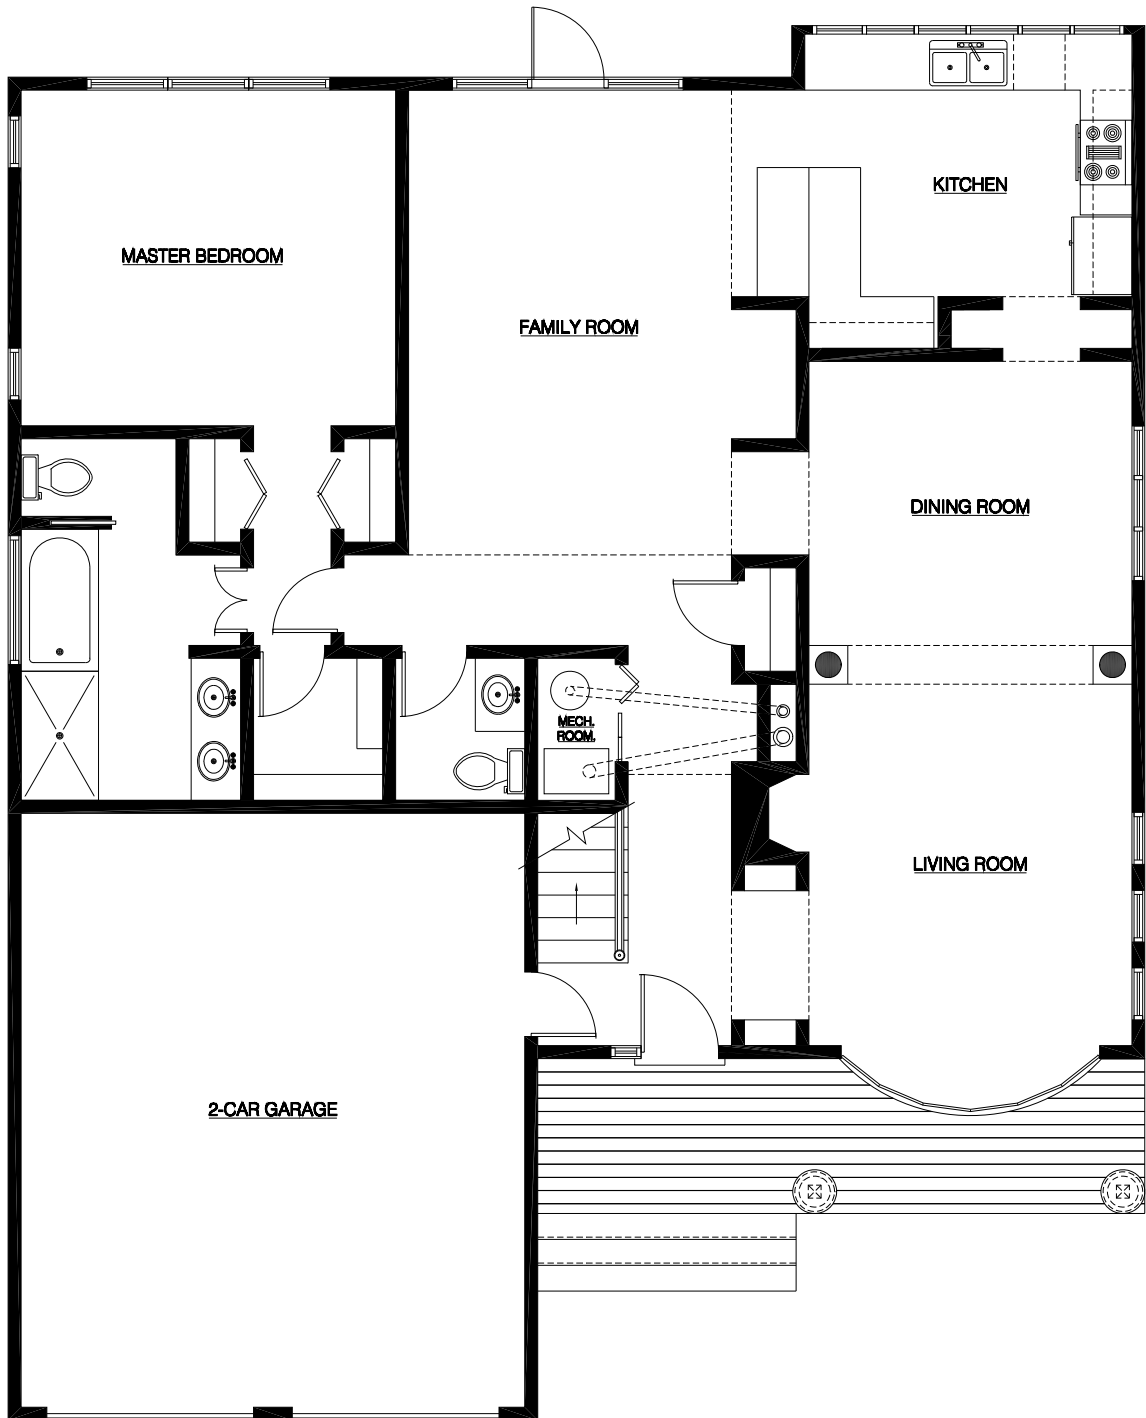 KITCHEN
MASTER BEDROOM
FAMILY ROOM
DINING ROOM
MECH.
ROOM.
LIVING ROOM
2-CAR GARAGE